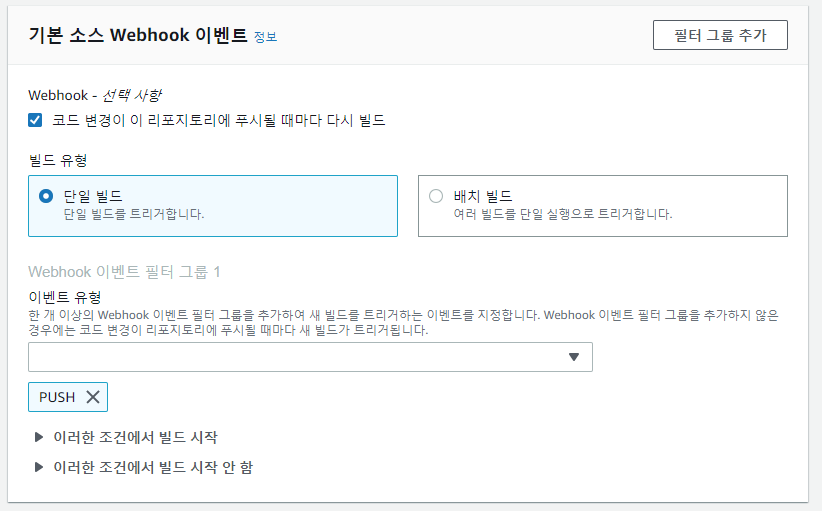 기본 소스 Webhook 이벤트 정보
필터 그룹 추가
Webhook - 선택 사항
코드 변경이 이 리포지토리에 푸시될 때마다 다시 빌드
빌드 유형
단일 빌드
단일 빌드를 트리거합니다.
배치 빌드
여러 빌드를 단일 실행으로 트리거합니다.
Webhook 이벤트 필터 그룹 1
이벤트 유형
한 개 이상의 Webhook 이벤트 필터 그룹을 추가하여 새 빌드를 트리거하는 이벤트를 지정합니다. Webhook 이벤트 필터 그룹을 추가하지 않은
경우에는 코드 변경이 리포지토리에 푸시될 때마다 새 빌드가 트리거됩니다.
PUSH
이러한 조건에서 빌드 시작
이러한 조건에서 빌드 시작 안 함